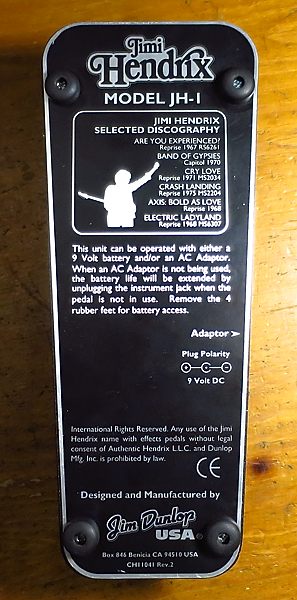 Jimi
Hendrix
MODEL JH-1
JIMI HENDRIX
SELECTED DISCOGRAPHY
ARE YOU EXPERIENCED?
Reprise 1967 RS6261
BAND OF GYPSIES
Capitol 1970
CRY LOVE
Reprise 1971 MS2034
CRASH LANDING
Reprise 1975 MS2204
AXIS: BOLD AS LOVE
Reprise 1968
ELECTRIC LADYLAND
Reprise 1968 MS6307
This unit can be operated with either a
9 Volt battery and/or an AC Adaptor.
When an AC Adaptor is not being used,
the battery life will be extended by
unplugging the instrument jack when the
pedal is not in use. Remove the 4
rubber feet for battery access.
Adaptor >
Plug Polarity
9 Volt DC
International Rights Reserved. Any use of the Jimi
Hendrix name with effects pedals without legal
consent of Authentic Hendrix L.L.C. and Dunlop
Mfg. Inc. is prohibited by law.
CE
Designed and Manufactured by
Jim Dunlop
USA®
Box 846 Benicia CA 94510 USA
CH11041 Rev.2